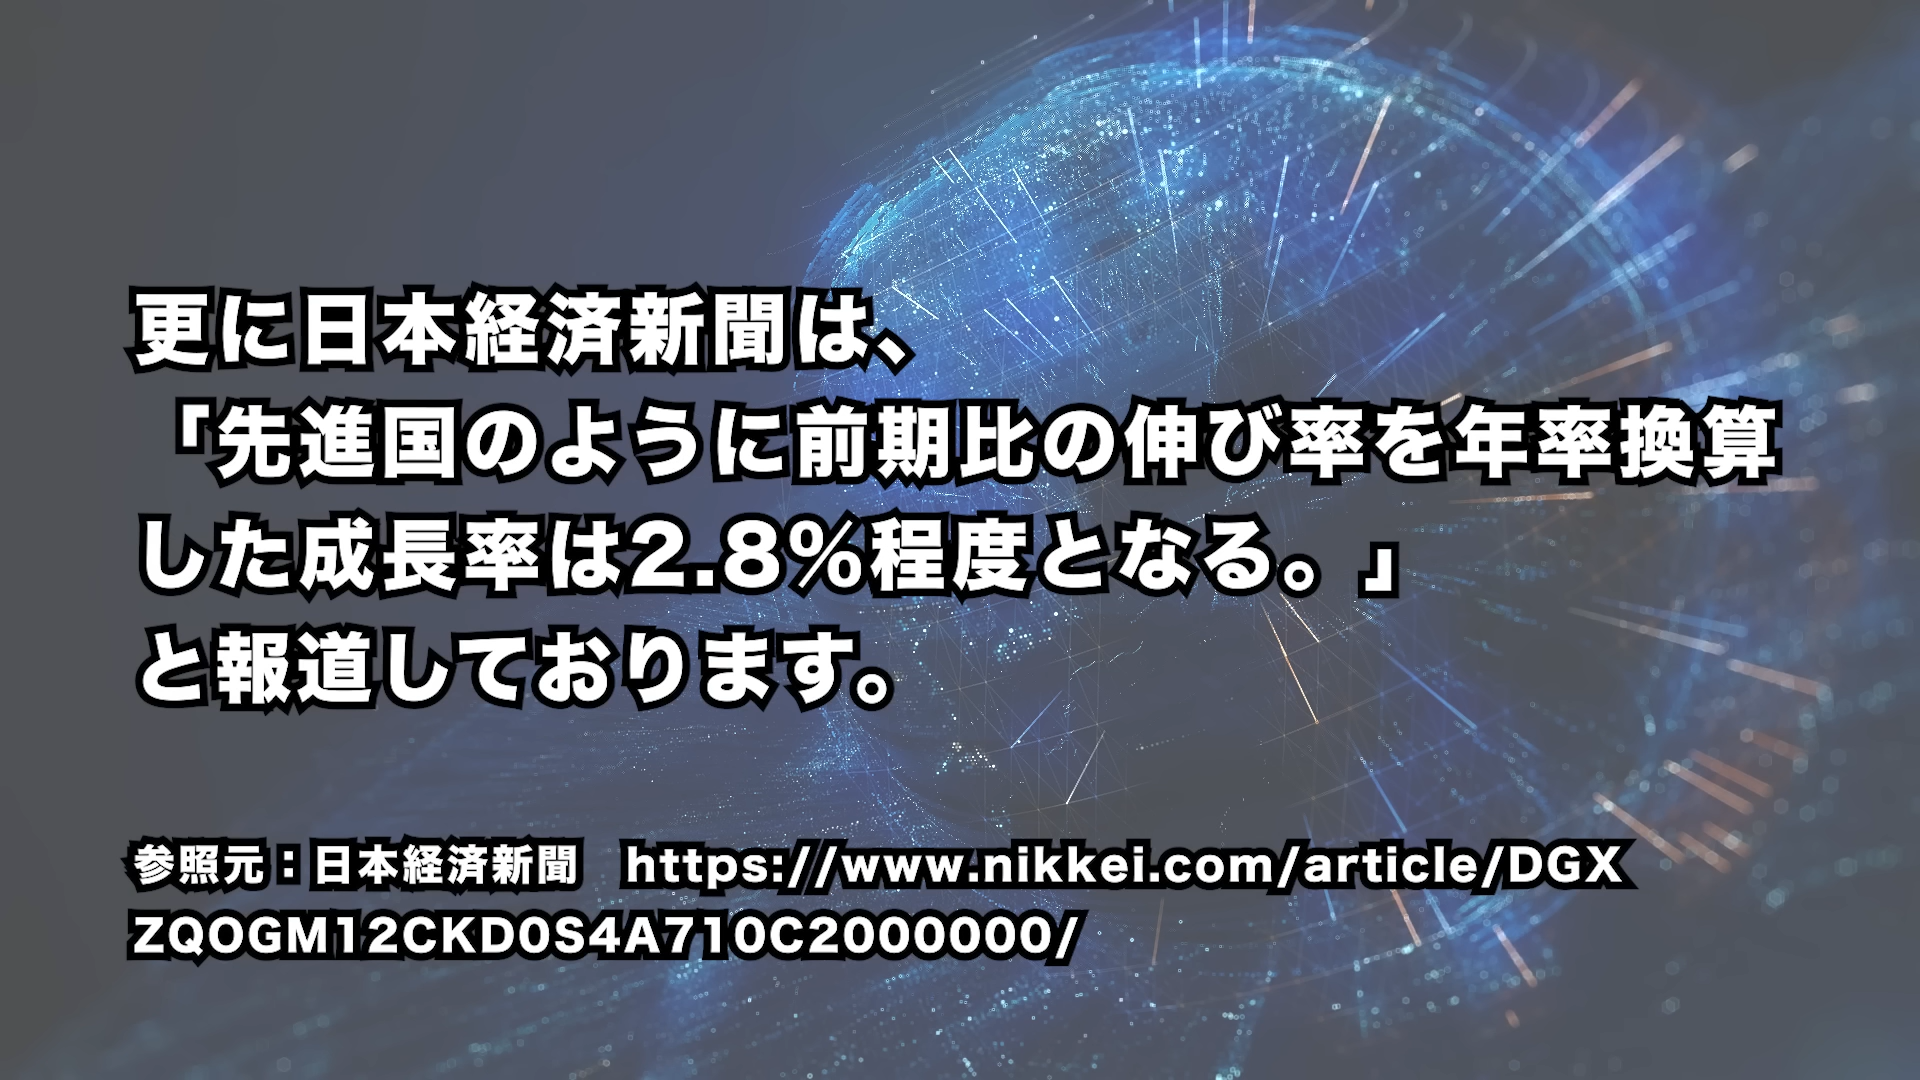 更に日本経済新聞は、
「先進国のように前期比の伸び率を年率換算
した成長率は2.8%程度となる。」
と報道しております。
参照元：日本経済新聞　https://www.nikkei.com/article/DGX
ZQOGM12CKD0S4A710C2000000/